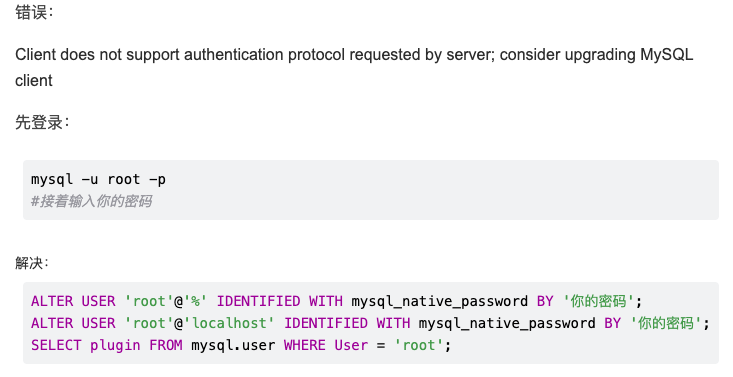 错误：
Client does not support authentication protocol requested by server; consider upgrading MySQL
client
先登录：
mysql -u root -p
#接着输入你的密码
解决：
ALTER USER 'root'@'%' IDENTIFIED WITH mysql_native_password BY '你的密码';
ALTER USER 'root'@'localhost' IDENTIFIED WITH mysql_native_password BY '你的密码';
SELECT plugin FROM mysql.user WHERE User = 'root';